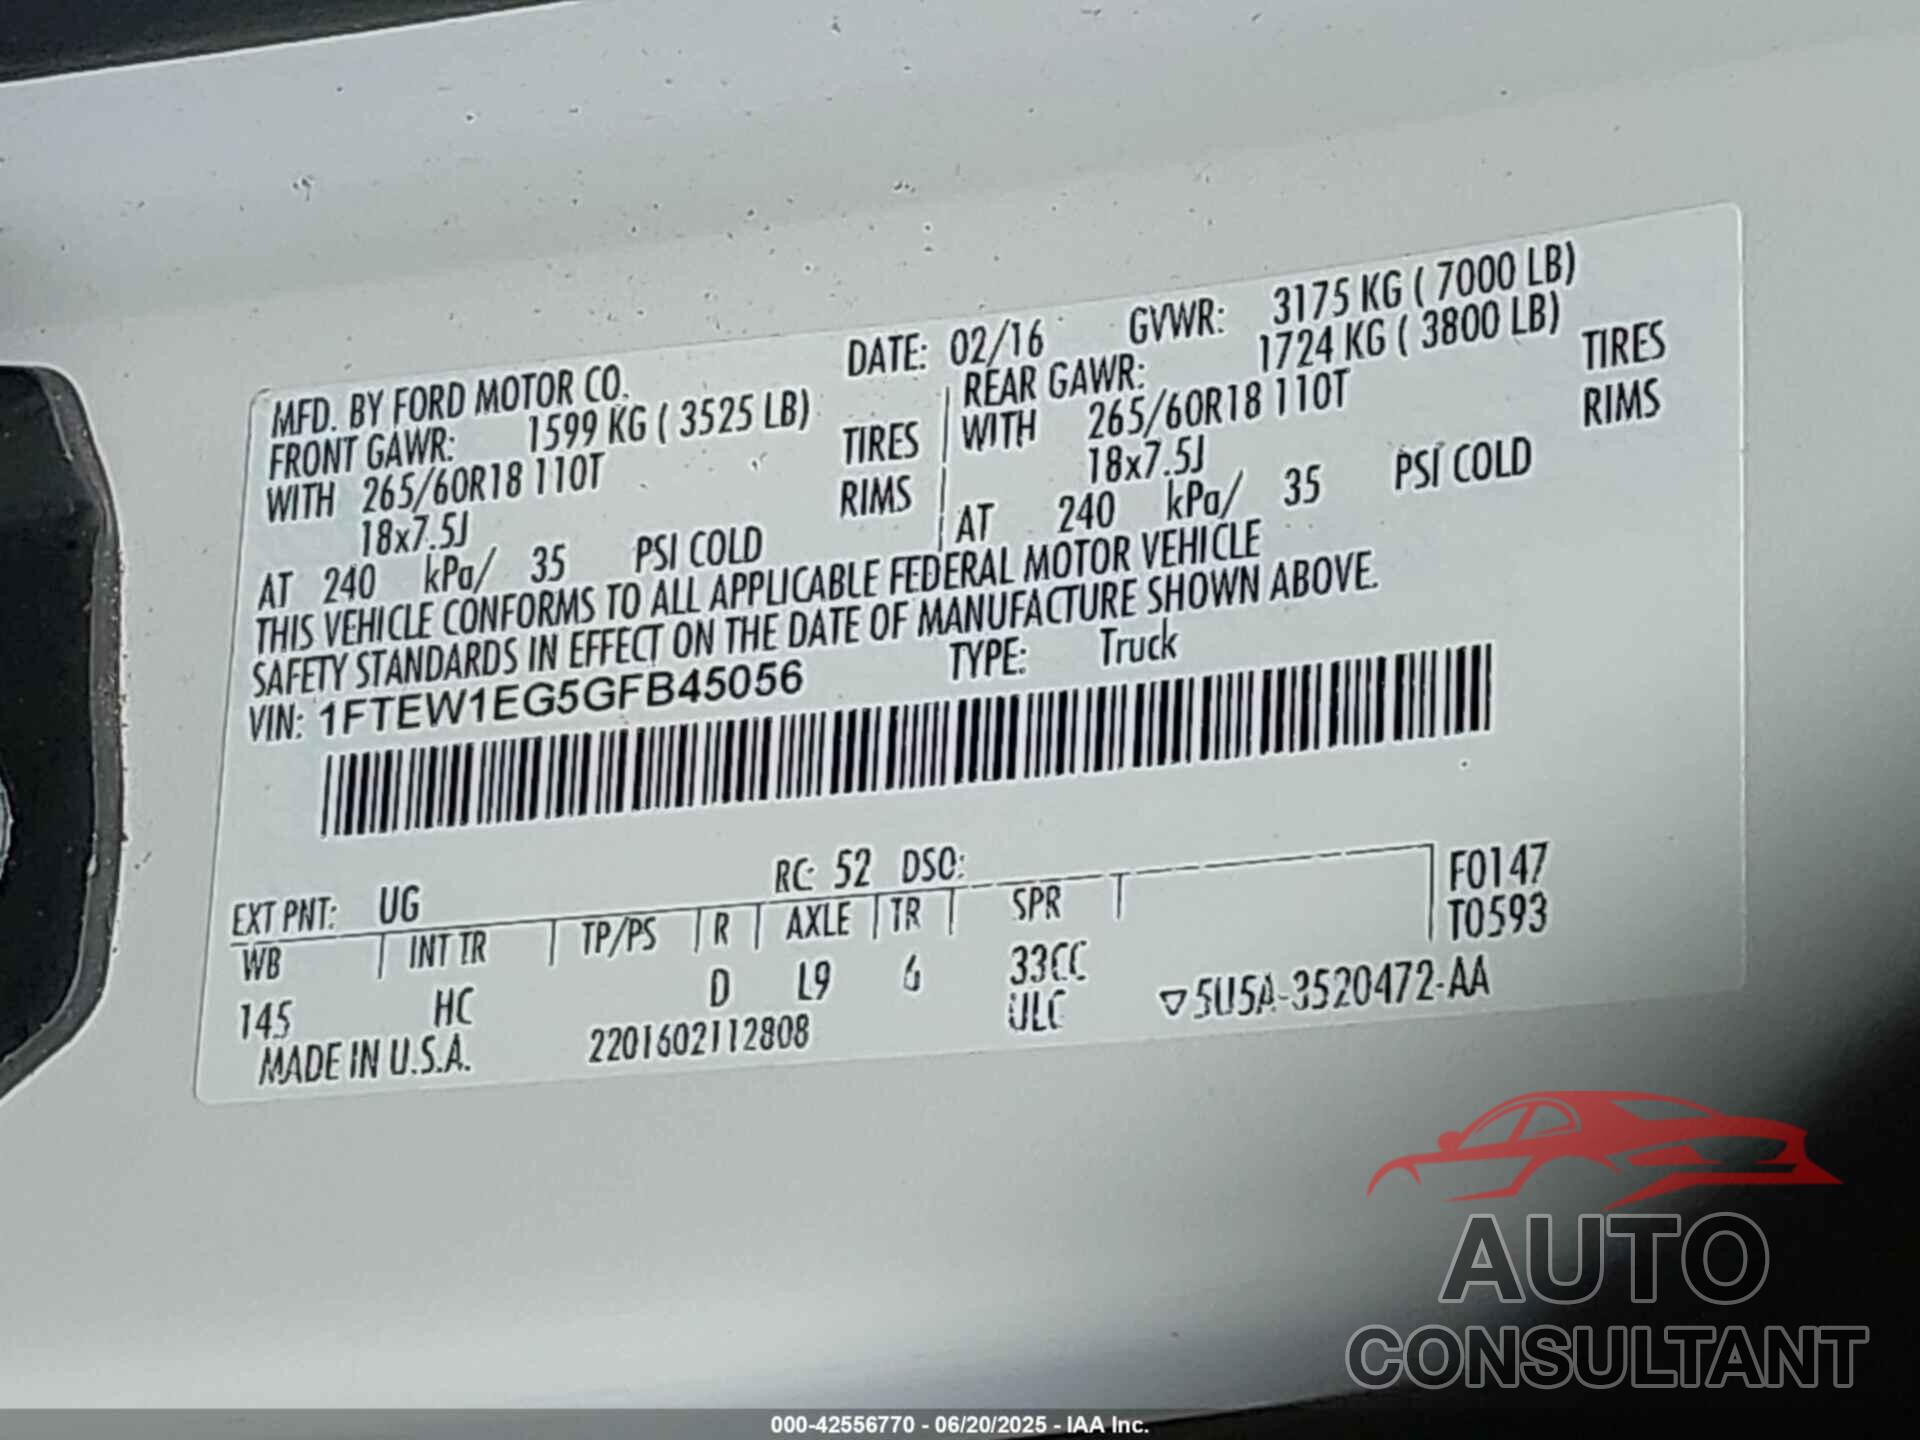 MFD. BY FORD MOTOR CO.
DATE: 02/16 GVWR: 3175 KG ( 7000 LB)
FRONT GAWR: 1599 KG ( 3525 LB)
WITH 265/60R18 110T TIRES
18x7.5J RIMS
AT 240 kPa/ 35 PSI COLD
REAR GAWR: 1724 KG ( 3800 LB)
WITH 265/60R18 110T TIRES
18x7.5J RIMS
AT 240 kPa/ 35 PSI COLD
THIS VEHICLE CONFORMS TO ALL APPLICABLE FEDERAL MOTOR VEHICLE
SAFETY STANDARDS IN EFFECT ON THE DATE OF MANUFACTURE SHOWN ABOVE.
VIN: 1FTEW1EG5GFB45056 TYPE: Truck
EXT PNT: UG RC: 52 DSO: F0147
WB INT TR TP/PS R AXLE TR SPR T0593
145 HC D L9 6 33CC
ULC
MADE IN U.S.A. 2201602112808 5U5A-3520472-AA
AUTO
CONSULTANT
000-42556770 - 06/20/2025 - IAA Inc.